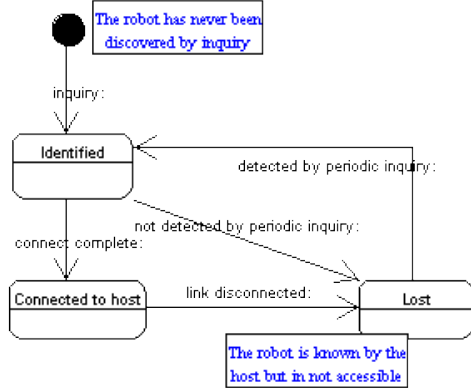 The robot has never been
discovered by inquiry
inquiry:
Identified
detected by periodic inquiry:
not detected by periodic inquiry:
connect complete:
Connected to host
link disconnected:
Lost
The robot is known by the
host but in not accessible